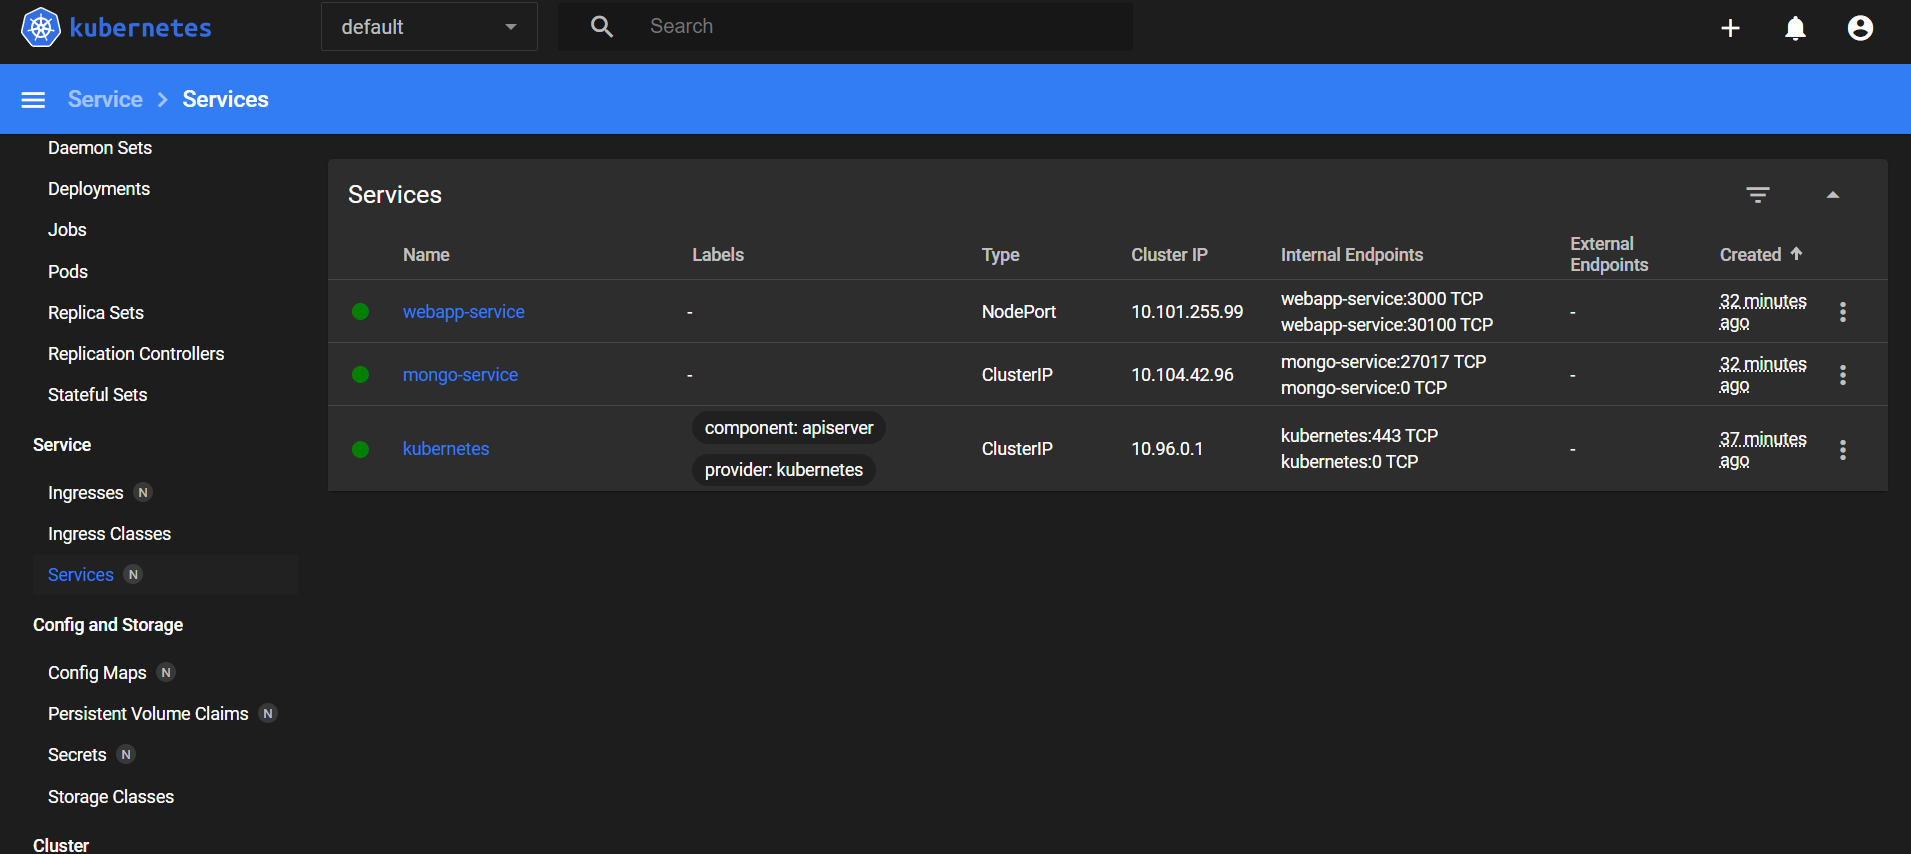 kubernetes
default
Search
Service
Services
Daemon Sets
Deployments
Jobs
Pods
Replica Sets
Replication Controllers
Stateful Sets
Service
Ingresses N
Ingress Classes
Services N
Config and Storage
Config Maps N
Persistent Volume Claims N
Secrets N
Storage Classes
Cluster
Services
Name Labels Type Cluster IP Internal Endpoints External Endpoints Created
webapp-service - NodePort 10.101.255.99 webapp-service:3000 TCP - 32 minutes
webapp-service:30100 TCP ago
mongo-service - ClusterIP 10.104.42.96 mongo-service:27017 TCP - 32 minutes
mongo-service:0 TCP ago
component: apiserver
kubernetes ClusterIP 10.96.0.1 kubernetes:443 TCP - 37 minutes
provider: kubernetes kubernetes:0 TCP ago